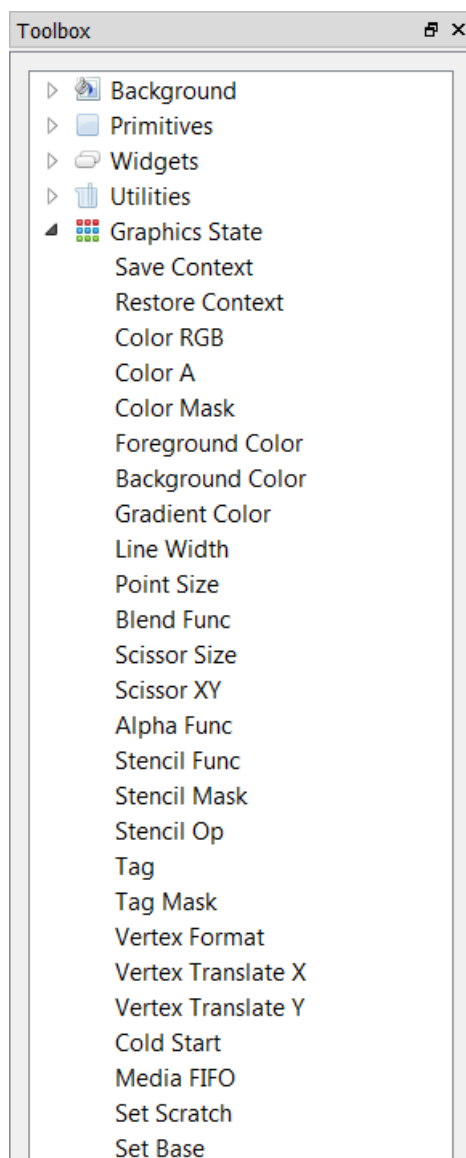 Toolbox
Background
Primitives
Widgets
Utilities
Graphics State
Save Context
Restore Context
Color RGB
Color A
Color Mask
Foreground Color
Background Color
Gradient Color
Line Width
Point Size
Blend Func
Scissor Size
Scissor XY
Alpha Func
Stencil Func
Stencil Mask
Stencil Op
Tag
Tag Mask
Vertex Format
Vertex Translate X
Vertex Translate Y
Cold Start
Media FIFO
Set Scratch
Set Base